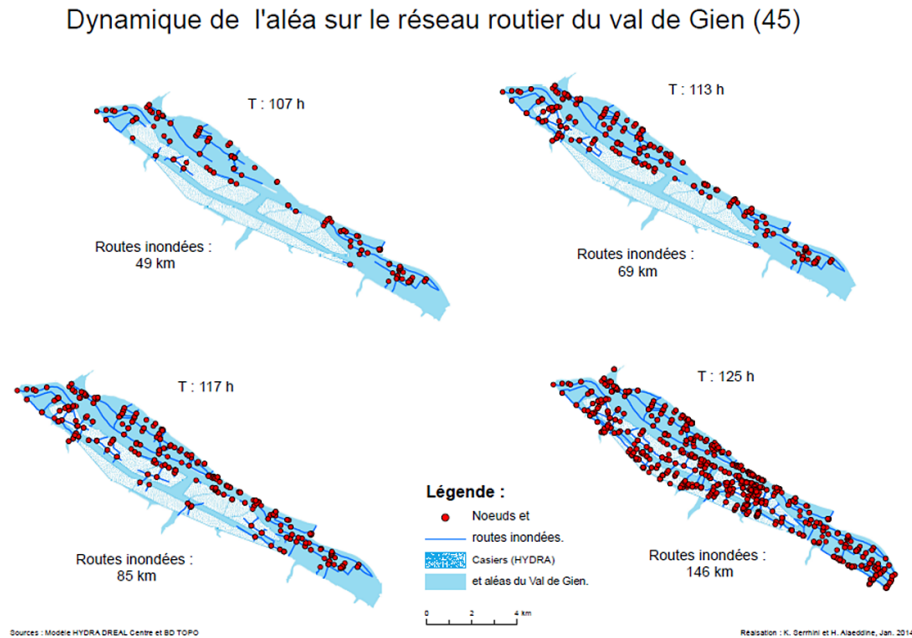 Dynamique de l'aléa sur le réseau routier du val de Gien (45)
T : 107 h
Routes inondées :
49 km
T : 113 h
Routes inondées :
69 km
T : 117 h
Routes inondées :
85 km
T : 125 h
Routes inondées :
146 km
Légende :
Noeuds et
routes inondées.
Casiers (HYDRA)
et aléas du Val de Gien.
0 2 4 km
Sources : Modèle HYDRA DREAL Centre et BD TOPO
Réalisation : K. Serrhini et H. Alaeddine, Jan. 2014